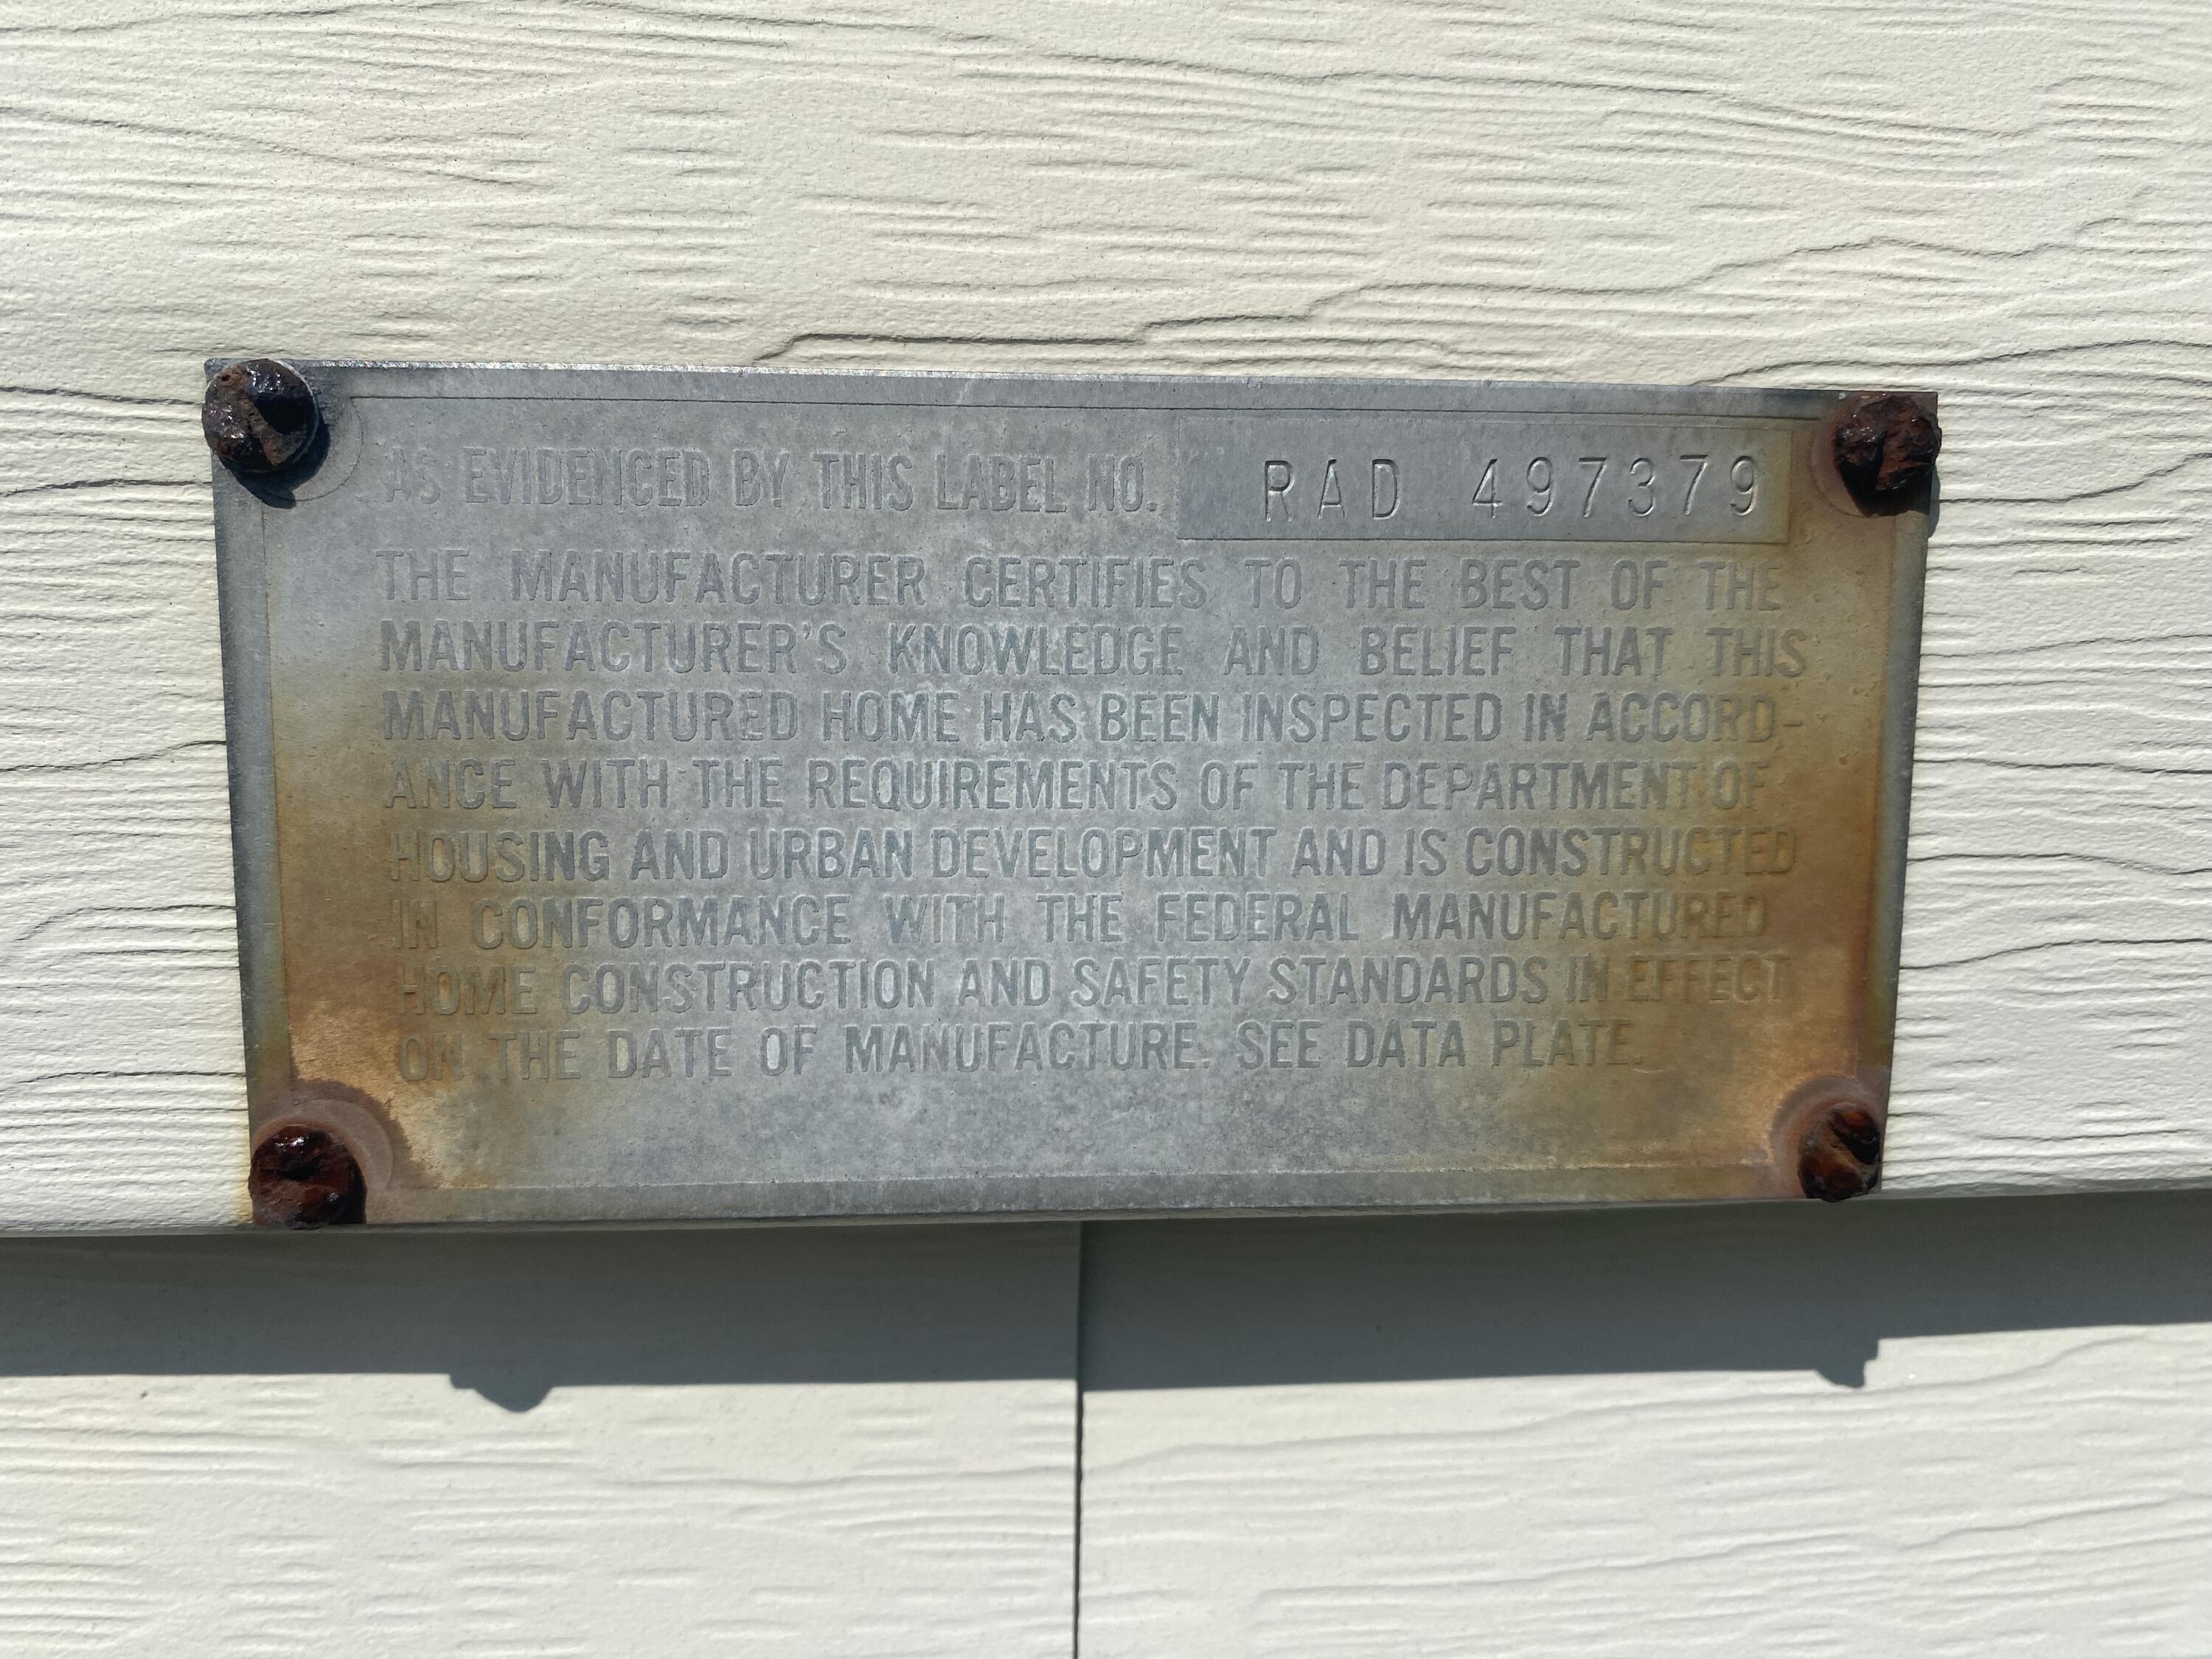 AS EVIDENCED BY THIS LABEL NO. RAD 497379
THE MANUFACTURER CERTIFIES TO THE BEST OF THE
MANUFACTURER'S KNOWLEDGE AND BELIEF THAT THIS
MANUFACTURED HOME HAS BEEN INSPECTED IN ACCORD-
ANCE WITH THE REQUIREMENTS OF THE DEPARTMENT OF
HOUSING AND URBAN DEVELOPMENT AND IS CONSTRUCTED
IN CONFORMANCE WITH THE FEDERAL MANUFACTURED
HOME CONSTRUCTION AND SAFETY STANDARDS IN EFFECT
ON THE DATE OF MANUFACTURE. SEE DATA PLATE.